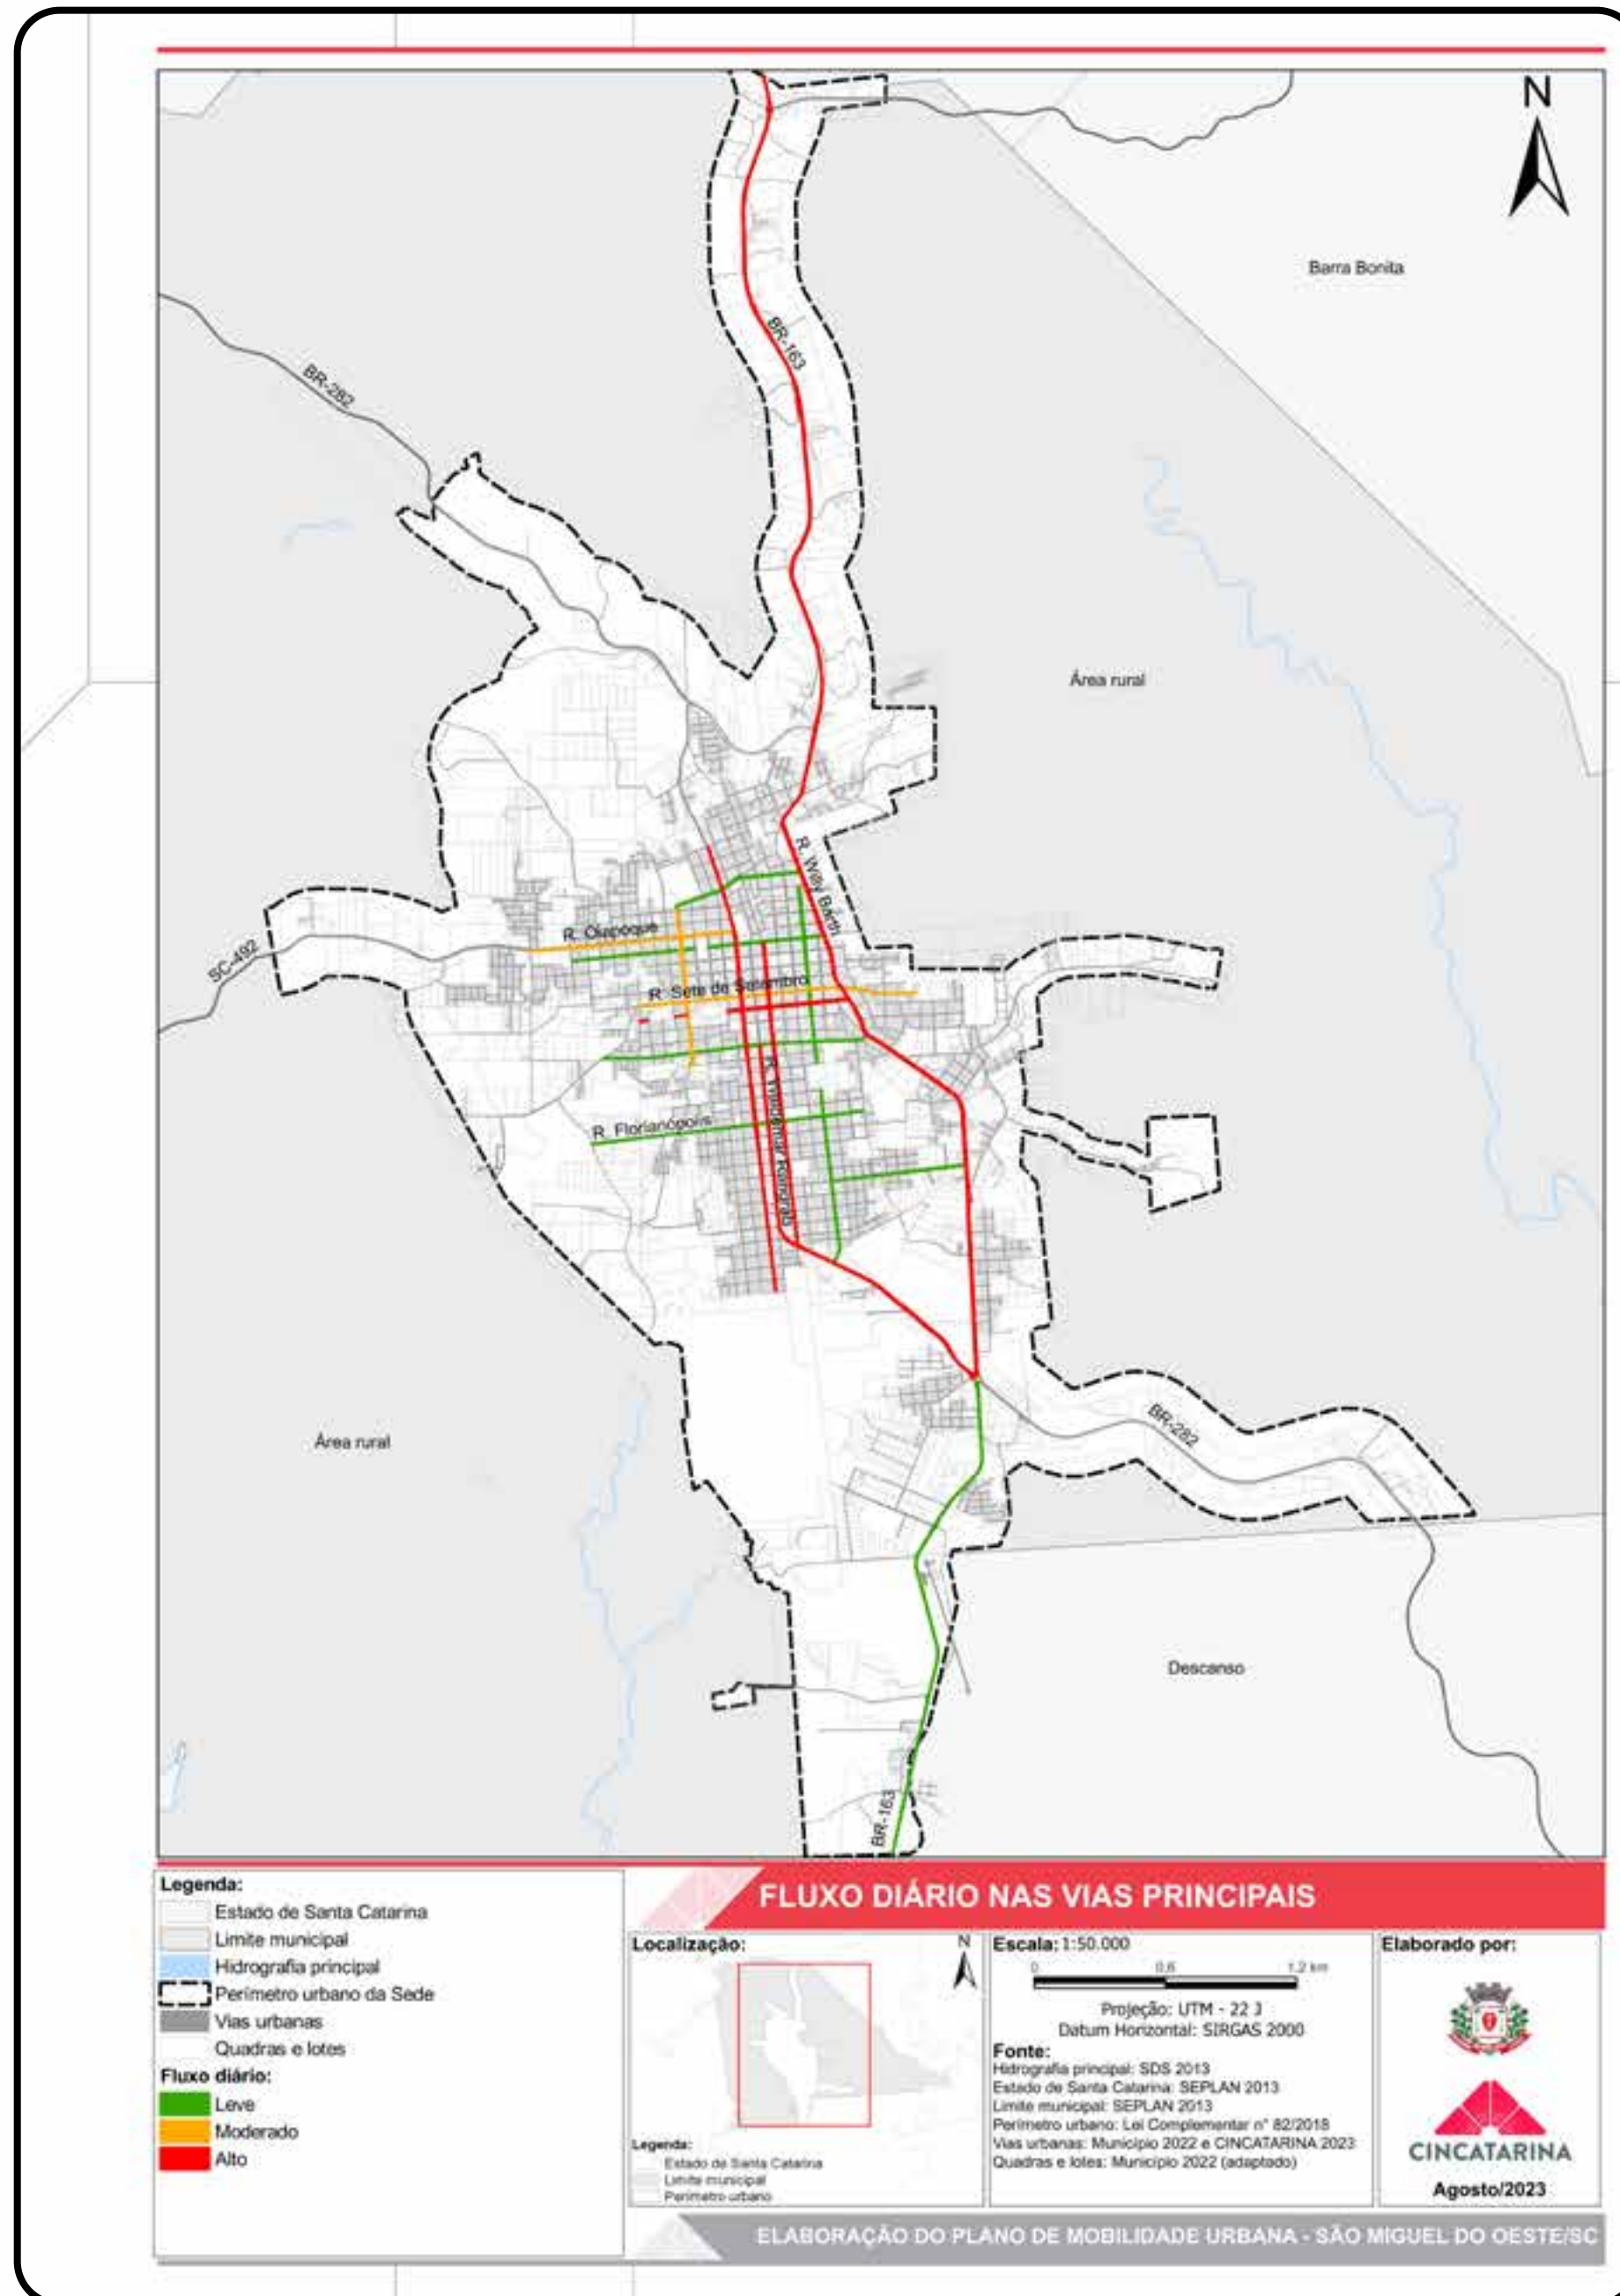 N
Barra Bonita
BR-163
BR-282
Área rural
R. Willy Barth
R. Oiapoque
SC-492
R. Sete de Setembro
R. Florianópolis
R. Waldemar Rangrab
BR-282
Área rural
Descanso
BR-163
Legenda:
Estado de Santa Catarina
Limite municipal
Hidrografia principal
Perímetro urbano da Sede
Vias urbanas
Quadras e lotes
Fluxo diário:
Leve
Moderado
Alto
FLUXO DIÁRIO NAS VIAS PRINCIPAIS
Localização:
N
Legenda:
Estado de Santa Catarina
Limite municipal
Perímetro urbano
Escala: 1:50.000
0 0,6 1,2 km
Projeção: UTM - 22 J
Datum Horizontal: SIRGAS 2000
Fonte:
Hidrografia principal: SDS 2013
Estado de Santa Catarina: SEPLAN 2013
Limite municipal: SEPLAN 2013
Perímetro urbano: Lei Complementar n° 82/2018
Vias urbanas: Município 2022 e CINCATARINA 2023
Quadras e lotes: Município 2022 (adaptado)
Elaborado por:
CINCATARINA
Agosto/2023
ELABORAÇÃO DO PLANO DE MOBILIDADE URBANA - SÃO MIGUEL DO OESTE/SC